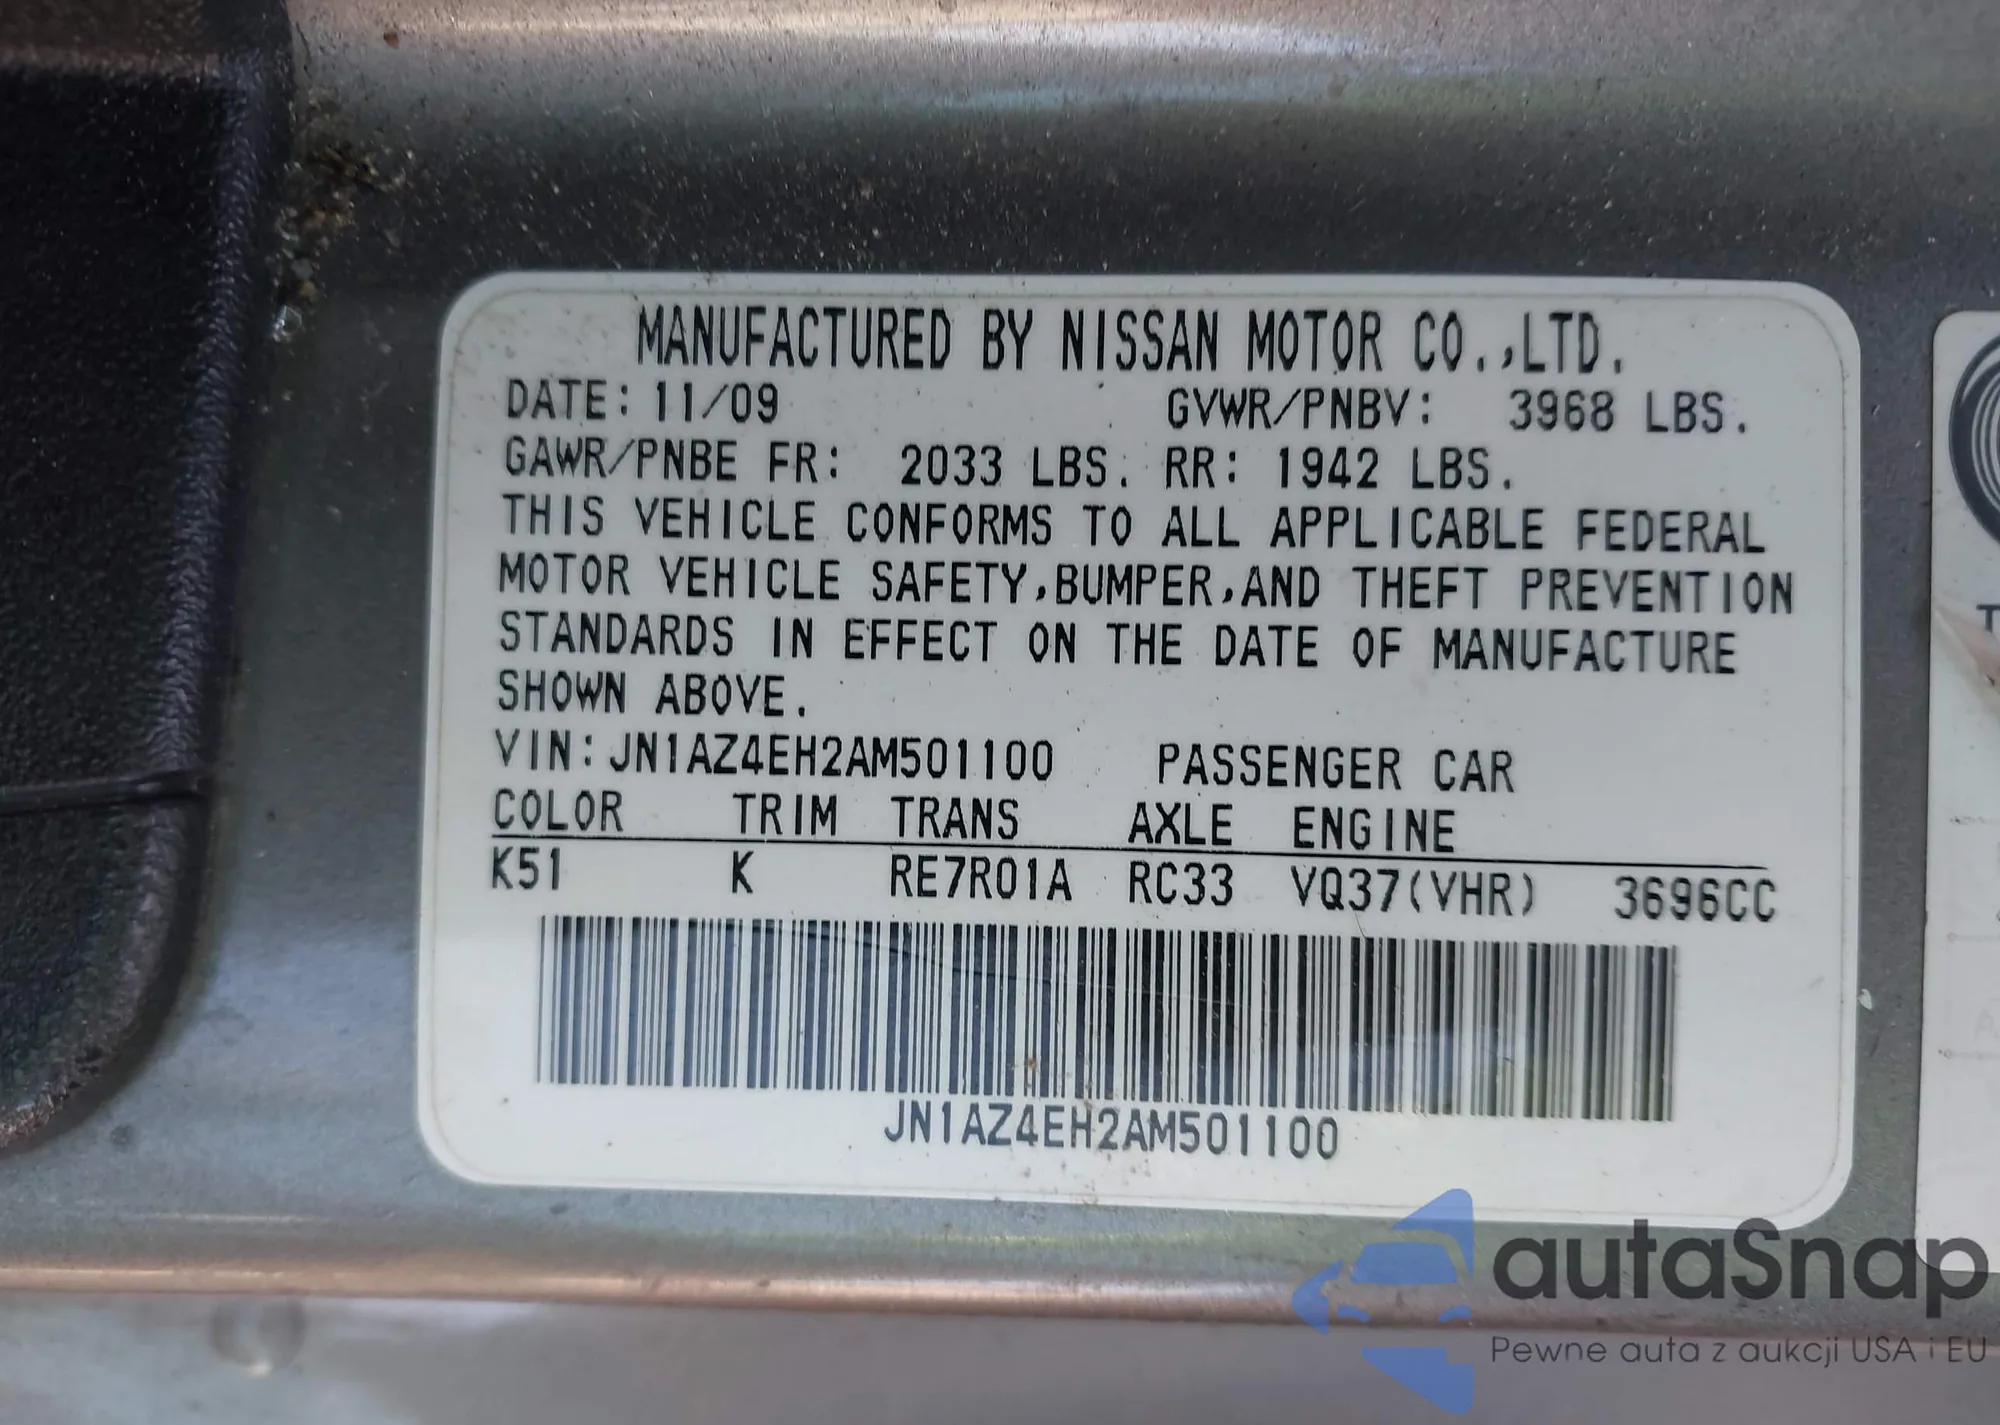 MANUFACTURED BY NISSAN MOTOR CO.,LTD.
DATE: 11/09 GVWR/PNBV: 3968 LBS.
GAWR/PNBE FR: 2033 LBS. RR: 1942 LBS.
THIS VEHICLE CONFORMS TO ALL APPLICABLE FEDERAL
MOTOR VEHICLE SAFETY,BUMPER,AND THEFT PREVENTION
STANDARDS IN EFFECT ON THE DATE OF MANUFACTURE
SHOWN ABOVE.
VIN:JN1AZ4EH2AM501100 PASSENGER CAR
COLOR TRIM TRANS AXLE ENGINE
K51 K RE7R01A RC33 VQ37(VHR) 3696CC
JN1AZ4EH2AM501100
autaSnap
Pewne auta z aukcji USA i EU